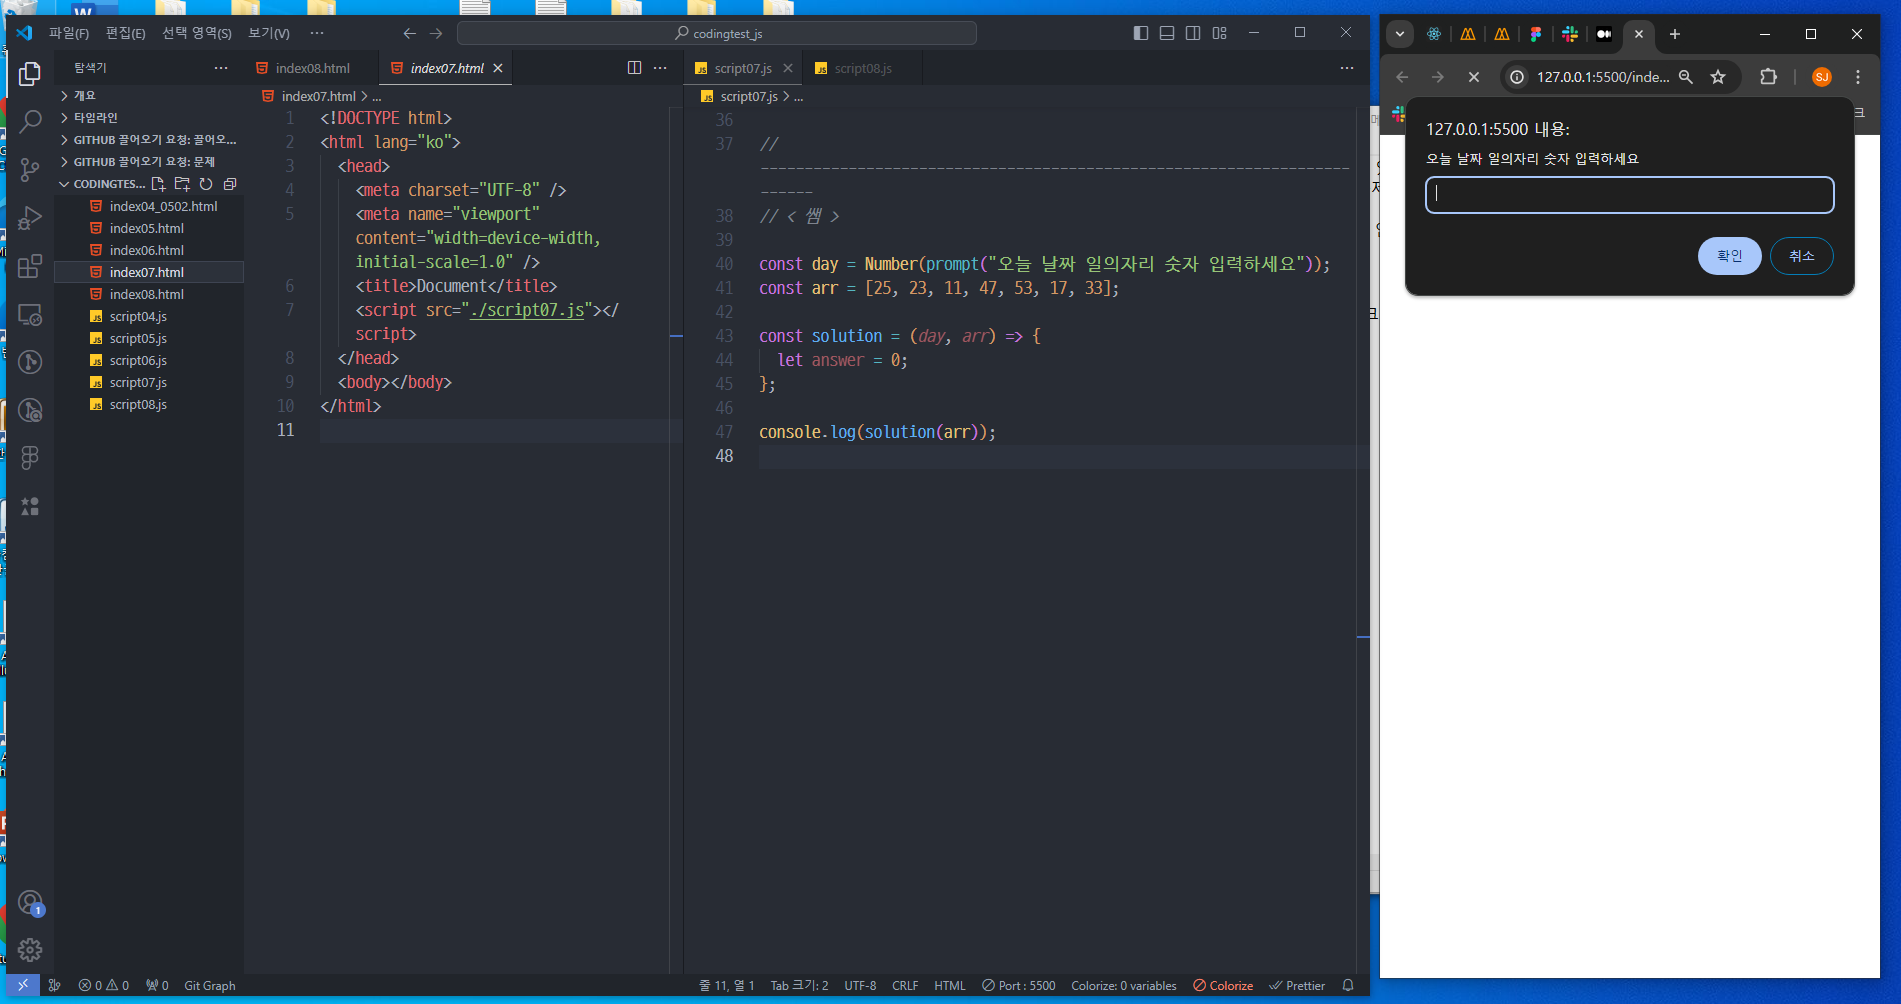 파일(F) 편집(E) 선택 영역(S) 보기(V) ··· codingtest_js
탐색기 ···
개요
타임라인
GITHUB 끌어오기 요청: 끌어오...
GITHUB 끌어오기 요청: 문제
CODINGTES...
index04_0502.html
index05.html
index06.html
index07.html
index08.html
script04.js
script05.js
script06.js
script07.js
script08.js
1
index08.html index07.html
index07.html > ...
1 <!DOCTYPE html>
2 <html lang="ko">
3 <head>
4 <meta charset="UTF-8" />
5 <meta name="viewport"
content="width=device-width,
initial-scale=1.0" />
6 <title>Document</title>
7 <script src="./script07.js"></
script>
8 </head>
9 <body></body>
10 </html>
11
script07.js script08.js
script07.js > ...
36
37 //
-------------------------------------------------------------------
------
38 // < 쌤 >
39
40 const day = Number(prompt("오늘 날짜 일의자리 숫자 입력하세요"));
41 const arr = [25, 23, 11, 47, 53, 17, 33];
42
43 const solution = (day, arr) => {
44 let answer = 0;
45 };
46
47 console.log(solution(arr));
48
0 0 0 Git Graph 줄 11, 열 1 Tab 크기: 2 UTF-8 CRLF HTML Port : 5500 Colorize: 0 variables Colorize Prettier
127.0.0.1:5500/inde... SJ
127.0.0.1:5500 내용:
오늘 날짜 일의자리 숫자 입력하세요
확인 취소